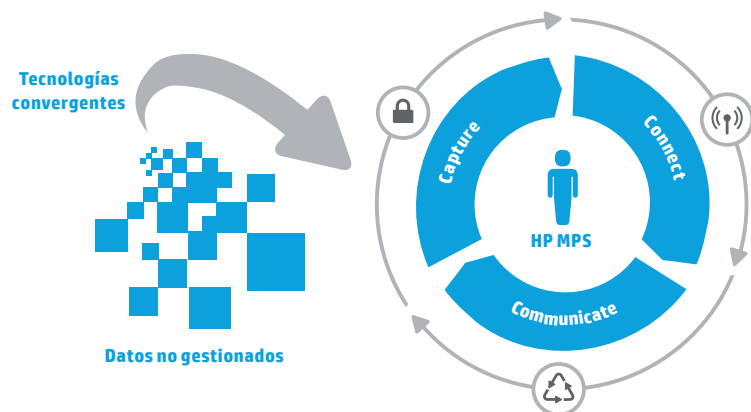 Tecnologías
convergentes
Capture
Connect
HP MPS
Communicate
Datos no gestionados